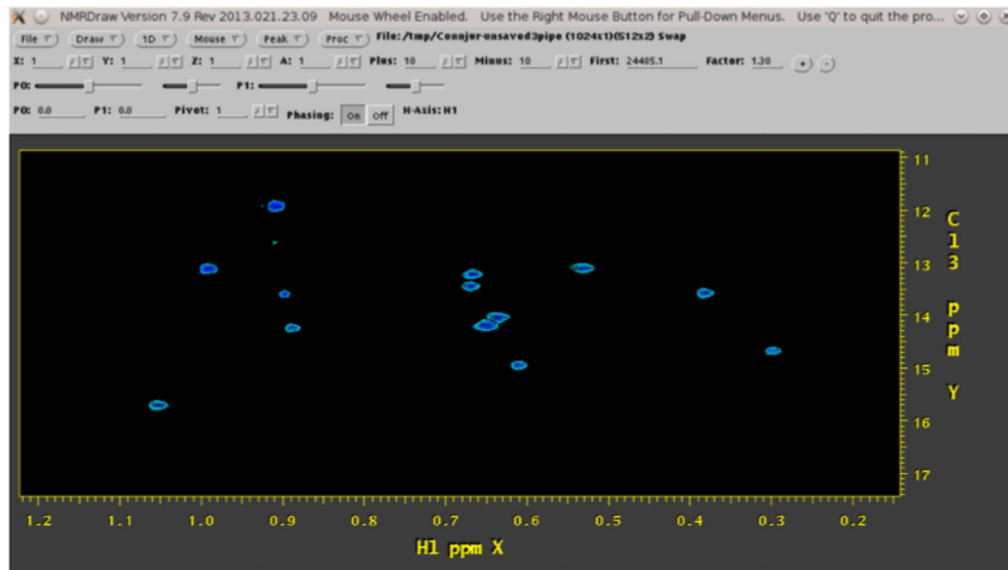 NMRDraw Version 7.9 Rev 2013.021.23.09 Mouse Wheel Enabled. Use the Right Mouse Button for Pull-Down Menus. Use 'Q' to quit the pro...
File Draw 1D Mouse Peak Proc File:/tmp/Connjur-unsaved3pipe (1024x1)(512x2) Swap
X: 1 Y: 1 Z: 1 A: 1 Plus: 10 Minus: 10 First: 24485.1 Factor: 1.30 + -
P0: P1:
P0: 0.0 P1: 0.0 Pivot: 1 Phasing: On Off H-Axis: H1
11
12
13
14
15
16
17
C13 ppm Y
1.2 1.1 1.0 0.9 0.8 0.7 0.6 0.5 0.4 0.3 0.2
H1 ppm X